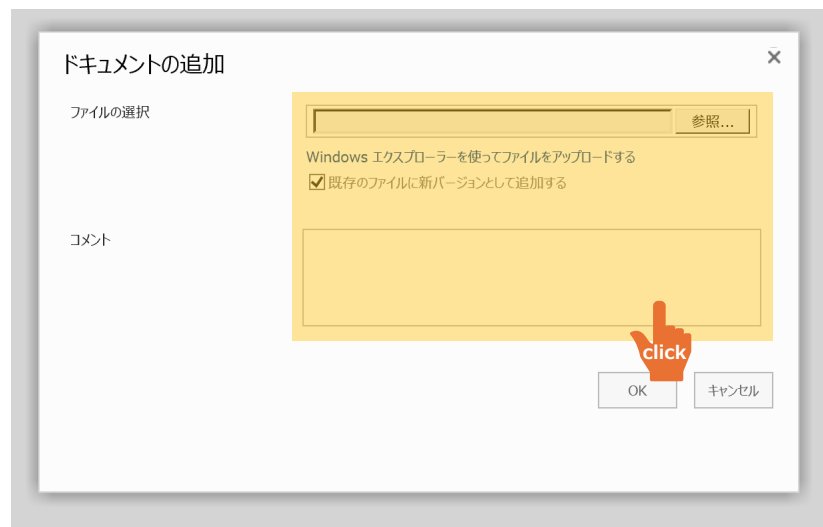 ドキュメントの追加
×
ファイルの選択
参照...
Windows エクスプローラーを使ってファイルをアップロードする
既存のファイルに新バージョンとして追加する
コメント
click
OK
キャンセル